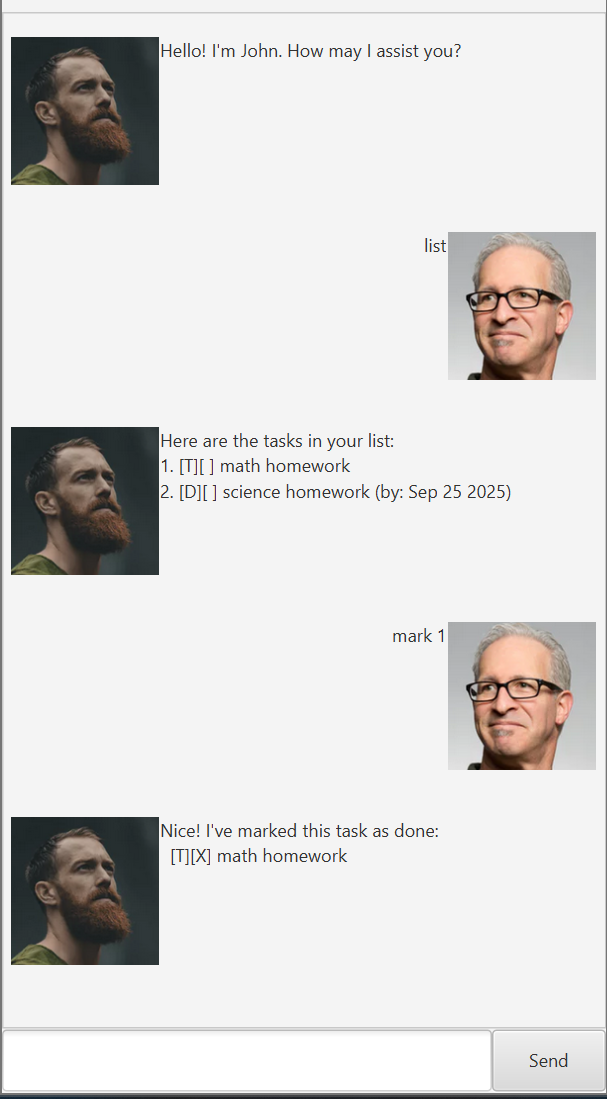 Hello! I'm John. How may I assist you?
list
Here are the tasks in your list:
1. [T][ ] math homework
2. [D][ ] science homework (by: Sep 25 2025)
mark 1
Nice! I've marked this task as done:
[T][X] math homework
Send